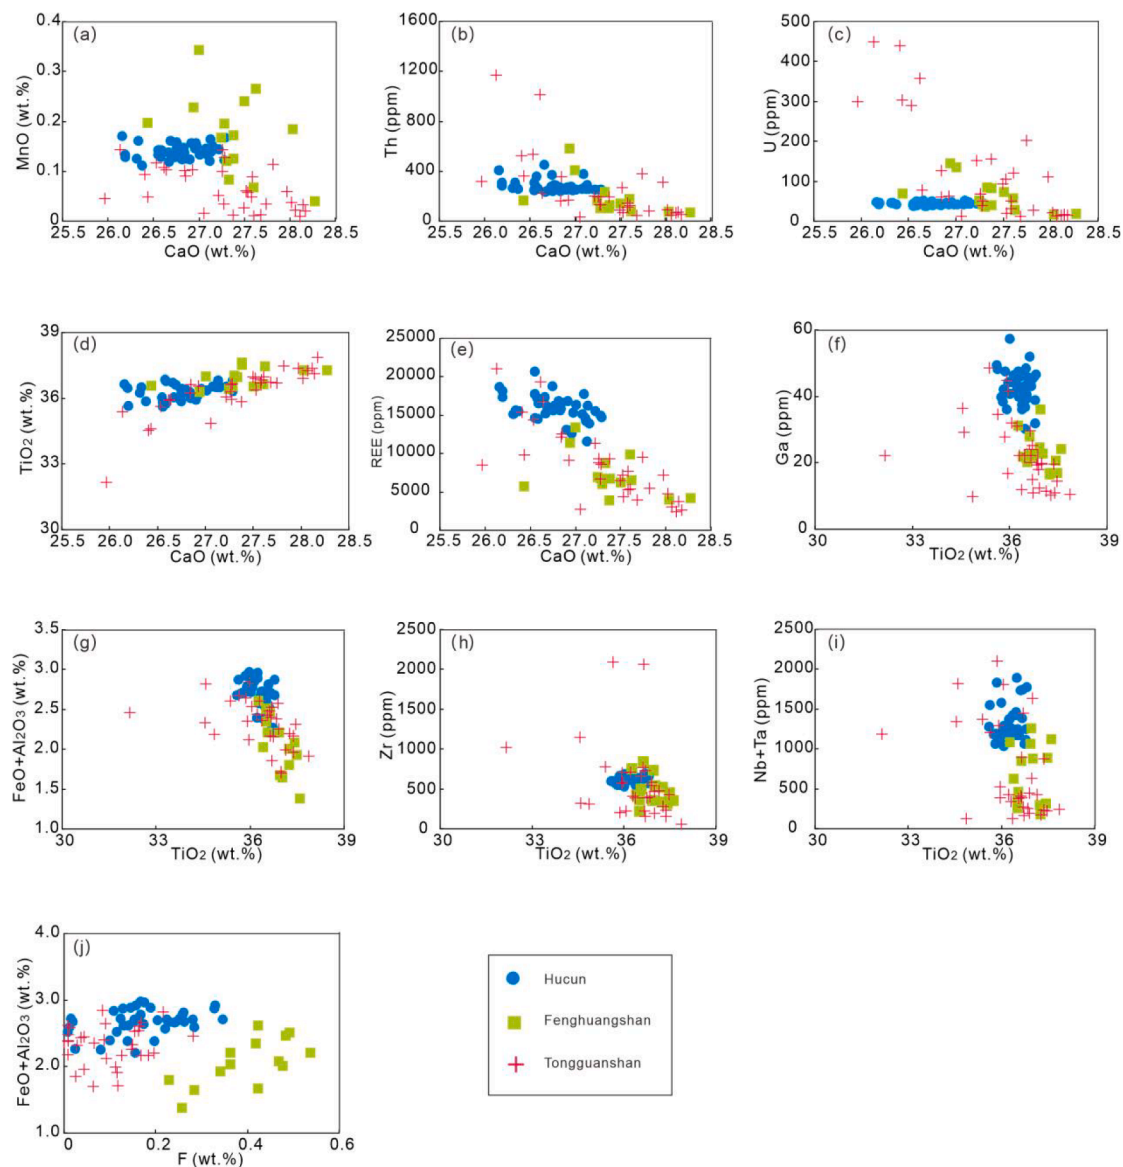 (a)
0.4
0.3
0.2
0.1
0
MnO (wt.%)
25.5 26.0 26.5 27.0 27.5 28.0 28.5
CaO (wt.%)
(b)
1600
1200
800
400
0
Th (ppm)
25.5 26.0 26.5 27.0 27.5 28.0 28.5
CaO (wt.%)
(c)
500
400
300
200
100
50
0
U (ppm)
25.5 26.0 26.5 27.0 27.5 28.0 28.5
CaO (wt.%)
(d)
39
36
33
30
TiO2 (wt.%)
25.5 26.0 26.5 27.0 27.5 28.0 28.5
CaO (wt.%)
(e)
25000
20000
15000
10000
5000
0
REE (ppm)
25.5 26.0 26.5 27.0 27.5 28.0 28.5
CaO (wt.%)
(f)
60
40
20
0
Ga (ppm)
30 33 36 39
TiO2 (wt.%)
(g)
3.5
3.0
2.5
2.0
1.5
1.0
FeO+Al2O3 (wt.%)
30 33 36 39
TiO2 (wt.%)
(h)
2500
2000
1500
1000
500
0
Zr (ppm)
30 33 36 39
TiO2 (wt.%)
(i)
2500
2000
1500
1000
500
0
Nb+Ta (ppm)
30 33 36 39
TiO2 (wt.%)
(j)
4.0
3.0
2.0
1.0
FeO+Al2O3 (wt.%)
0 0.2 0.4 0.6
F (wt.%)
Hucun
Fenghuangshan
Tongguanshan